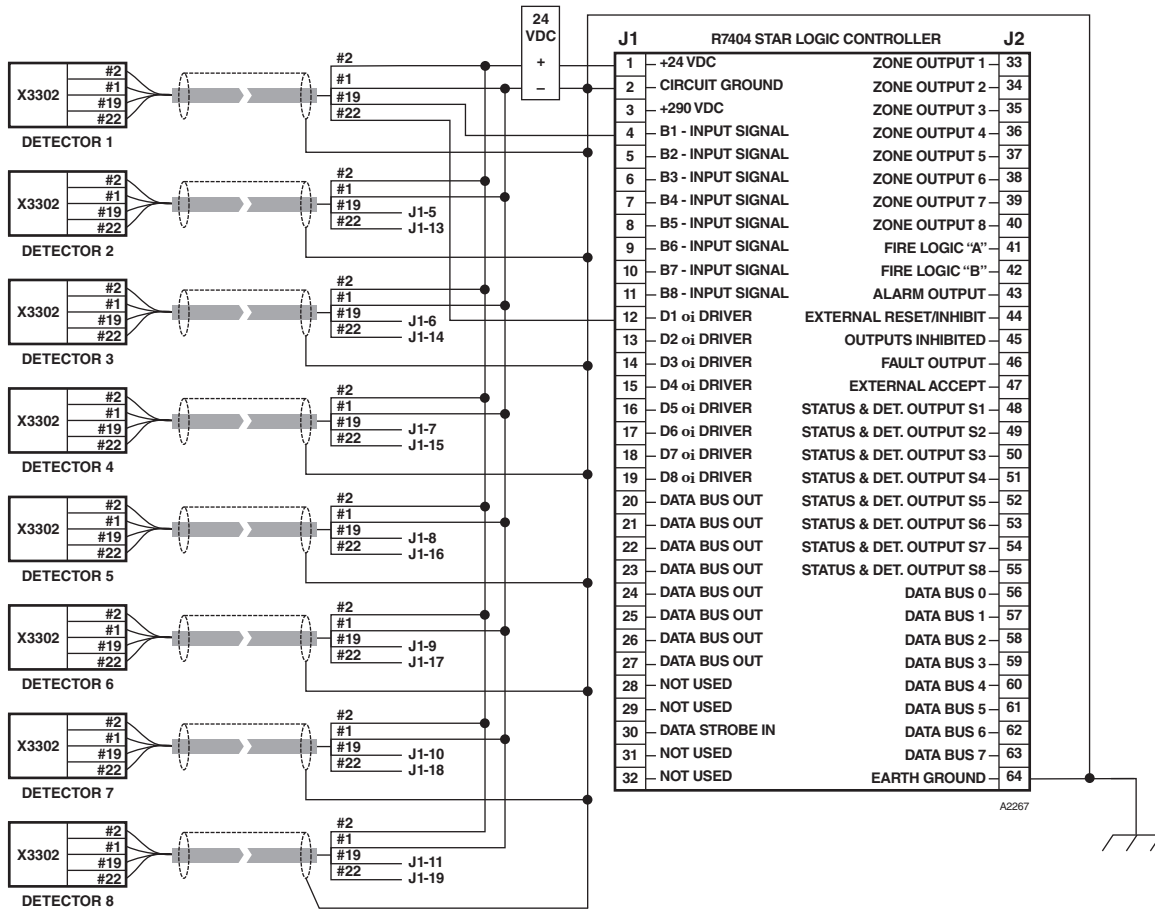 24
VDC
+
–
X3302
#2
#1
#19
#22
DETECTOR 1
#2
#1
#19
#22
X3302
#2
#1
#19
#22
DETECTOR 2
#2
#1
#19 J1-5
#22 J1-13
X3302
#2
#1
#19
#22
DETECTOR 3
#2
#1
#19 J1-6
#22 J1-14
X3302
#2
#1
#19
#22
DETECTOR 4
#2
#1
#19 J1-7
#22 J1-15
X3302
#2
#1
#19
#22
DETECTOR 5
#2
#1
#19 J1-8
#22 J1-16
X3302
#2
#1
#19
#22
DETECTOR 6
#2
#1
#19 J1-9
#22 J1-17
X3302
#2
#1
#19
#22
DETECTOR 7
#2
#1
#19 J1-10
#22 J1-18
X3302
#2
#1
#19
#22
DETECTOR 8
#2
#1
#19 J1-11
#22 J1-19
J1 R7404 STAR LOGIC CONTROLLER J2
1 +24 VDC ZONE OUTPUT 1 33
2 CIRCUIT GROUND ZONE OUTPUT 2 34
3 +290 VDC ZONE OUTPUT 3 35
4 B1 - INPUT SIGNAL ZONE OUTPUT 4 36
5 B2 - INPUT SIGNAL ZONE OUTPUT 5 37
6 B3 - INPUT SIGNAL ZONE OUTPUT 6 38
7 B4 - INPUT SIGNAL ZONE OUTPUT 7 39
8 B5 - INPUT SIGNAL ZONE OUTPUT 8 40
9 B6 - INPUT SIGNAL FIRE LOGIC “A” 41
10 B7 - INPUT SIGNAL FIRE LOGIC “B” 42
11 B8 - INPUT SIGNAL ALARM OUTPUT 43
12 D1 oi DRIVER EXTERNAL RESET/INHIBIT 44
13 D2 oi DRIVER OUTPUTS INHIBITED 45
14 D3 oi DRIVER FAULT OUTPUT 46
15 D4 oi DRIVER EXTERNAL ACCEPT 47
16 D5 oi DRIVER STATUS & DET. OUTPUT S1 48
17 D6 oi DRIVER STATUS & DET. OUTPUT S2 49
18 D7 oi DRIVER STATUS & DET. OUTPUT S3 50
19 D8 oi DRIVER STATUS & DET. OUTPUT S4 51
20 DATA BUS OUT STATUS & DET. OUTPUT S5 52
21 DATA BUS OUT STATUS & DET. OUTPUT S6 53
22 DATA BUS OUT STATUS & DET. OUTPUT S7 54
23 DATA BUS OUT STATUS & DET. OUTPUT S8 55
24 DATA BUS OUT DATA BUS 0 56
25 DATA BUS OUT DATA BUS 1 57
26 DATA BUS OUT DATA BUS 2 58
27 DATA BUS OUT DATA BUS 3 59
28 NOT USED DATA BUS 4 60
29 NOT USED DATA BUS 5 61
30 DATA STROBE IN DATA BUS 6 62
31 NOT USED DATA BUS 7 63
32 NOT USED EARTH GROUND 64
A2267